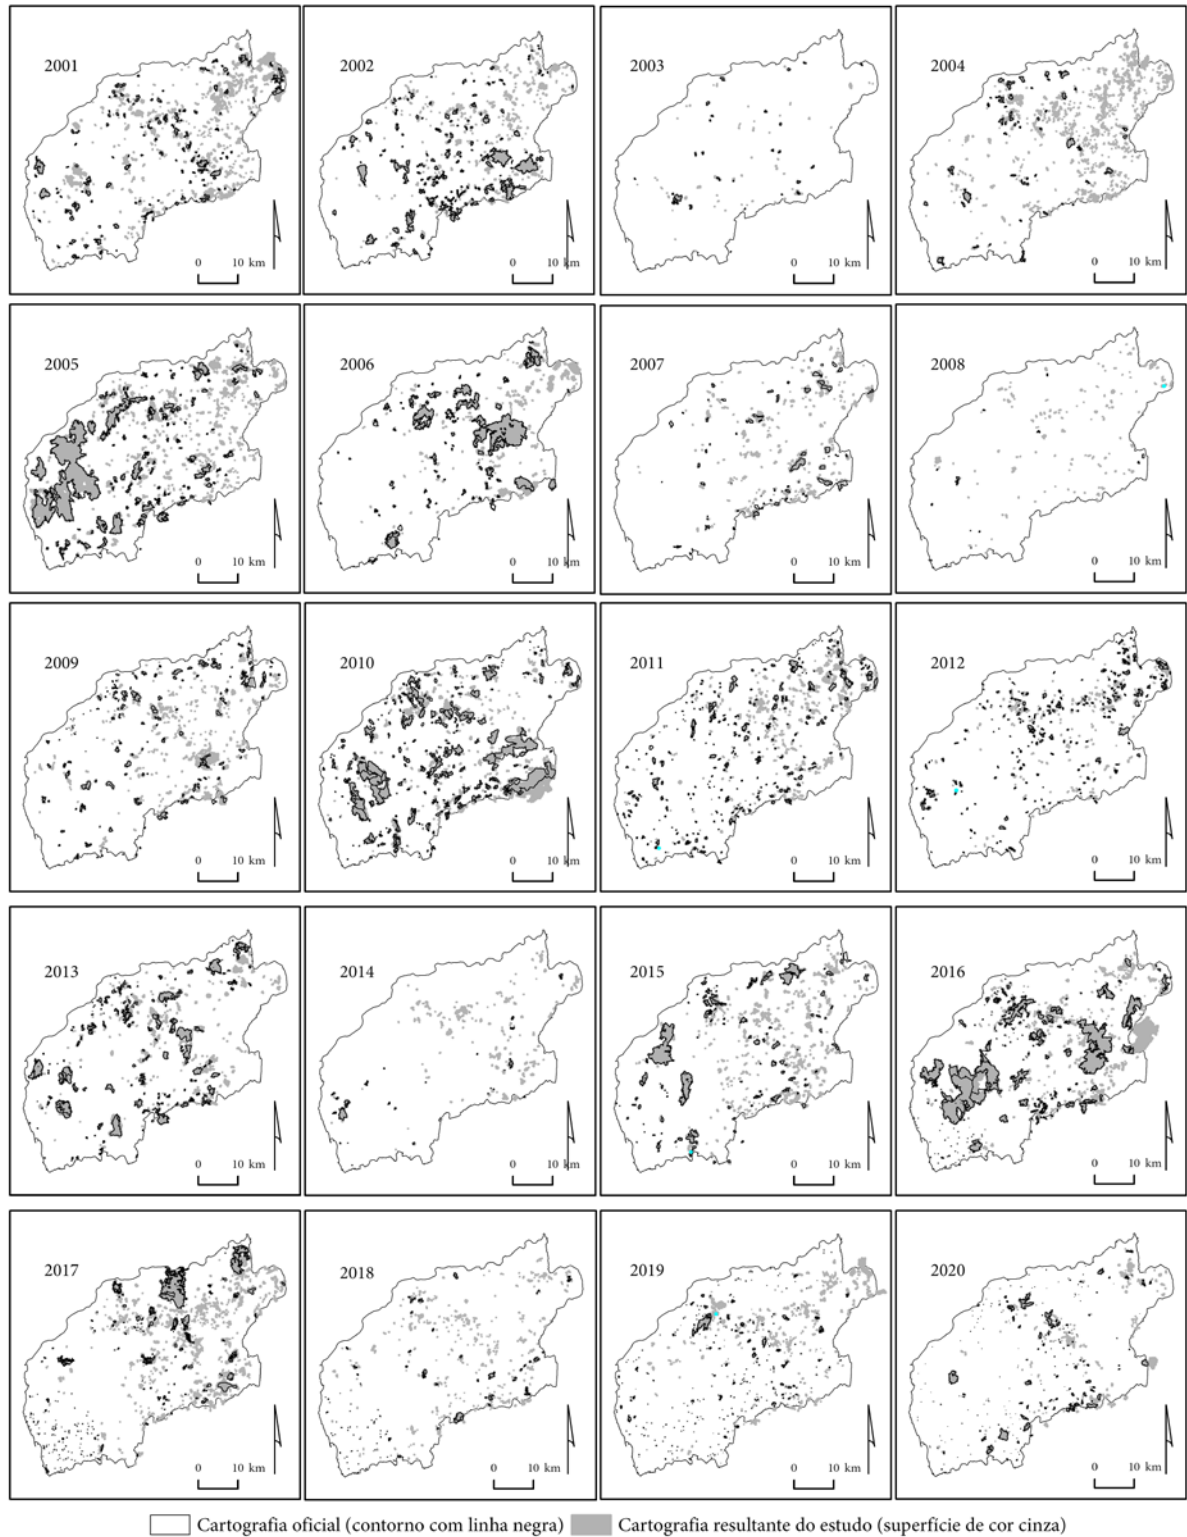 2001
2002
2003
2004
0 10 km
0 10 km
0 10 km
0 10 km
2005
2006
2007
2008
0 10 km
0 10 km
0 10 km
0 10 km
2009
2010
2011
2012
0 10 km
0 10 km
0 10 km
0 10 km
2013
2014
2015
2016
0 10 km
0 10 km
0 10 km
0 10 km
2017
2018
2019
2020
0 10 km
0 10 km
0 10 km
0 10 km
Cartografia oficial (contorno com linha negra) Cartografia resultante do estudo (superfície de cor cinza)